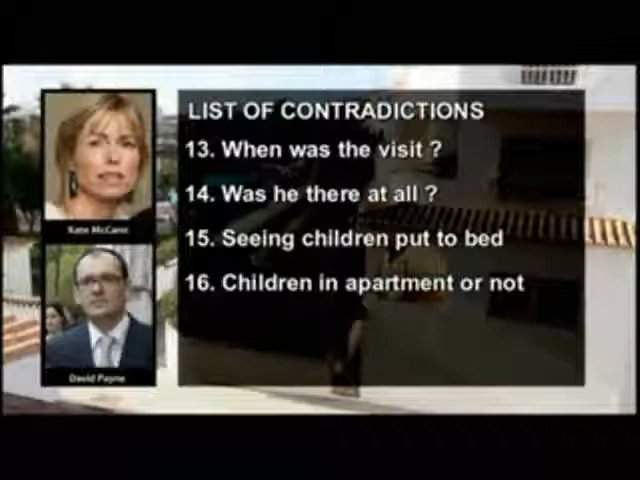 LIST OF CONTRADICTIONS
13. When was the visit ?
14. Was he there at all ?
15. Seeing children put to bed
16. Children in apartment or not
Kate McCann
David Payne